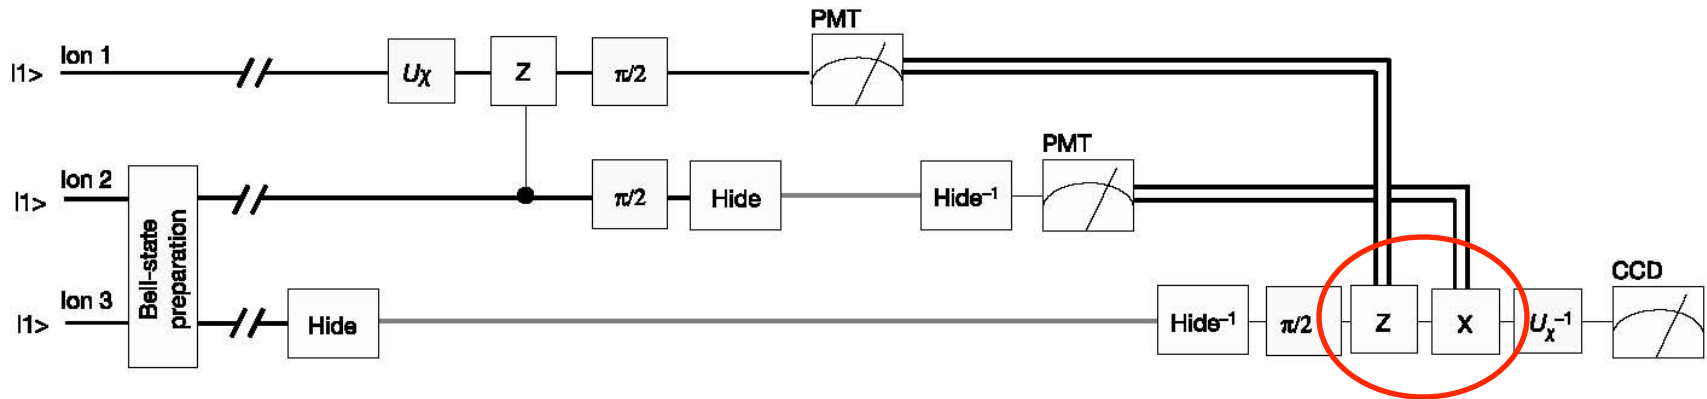 PMT
Ion 1
|1>
Uχ
Z
π/2
PMT
Ion 2
|1>
π/2
Hide
Hide⁻¹
Bell-state
preparation
CCD
Ion 3
|1>
Hide
Hide⁻¹
π/2
Z
X
Uχ⁻¹